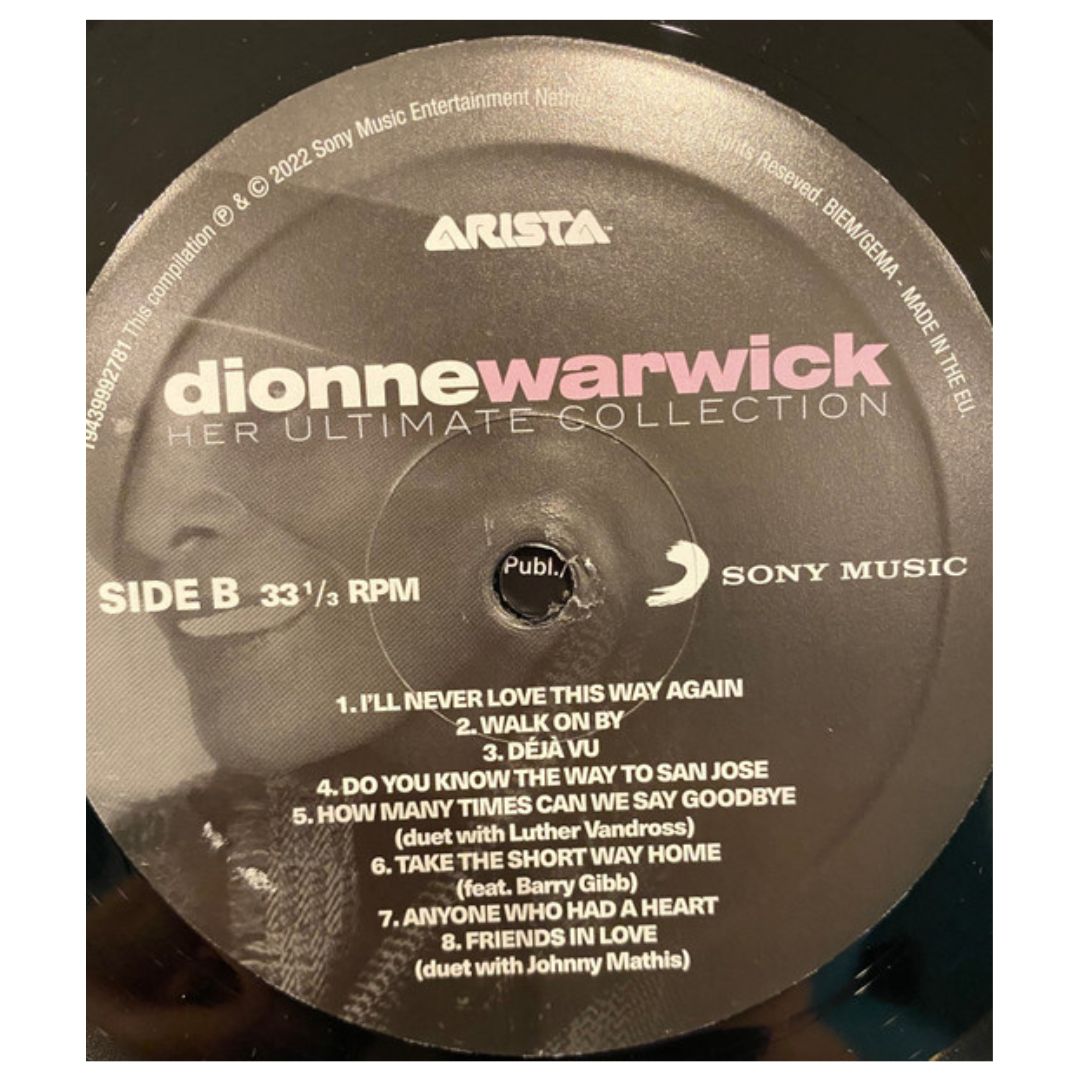 19439992781 This compilation ℗ & © 2022 Sony Music Entertainment Reseved. BIEM/GEMA - MADE IN THE EU.
ARISTA
dionnewarwick
HER ULTIMATE COLLECTION
Publ./
SIDE B 33 1/3 RPM
SONY MUSIC
1. I'LL NEVER LOVE THIS WAY AGAIN
2. WALK ON BY
3. DÉJÀ VU
4. DO YOU KNOW THE WAY TO SAN JOSE
5. HOW MANY TIMES CAN WE SAY GOODBYE
(duet with Luther Vandross)
6. TAKE THE SHORT WAY HOME
(feat. Barry Gibb)
7. ANYONE WHO HAD A HEART
8. FRIENDS IN LOVE
(duet with Johnny Mathis)